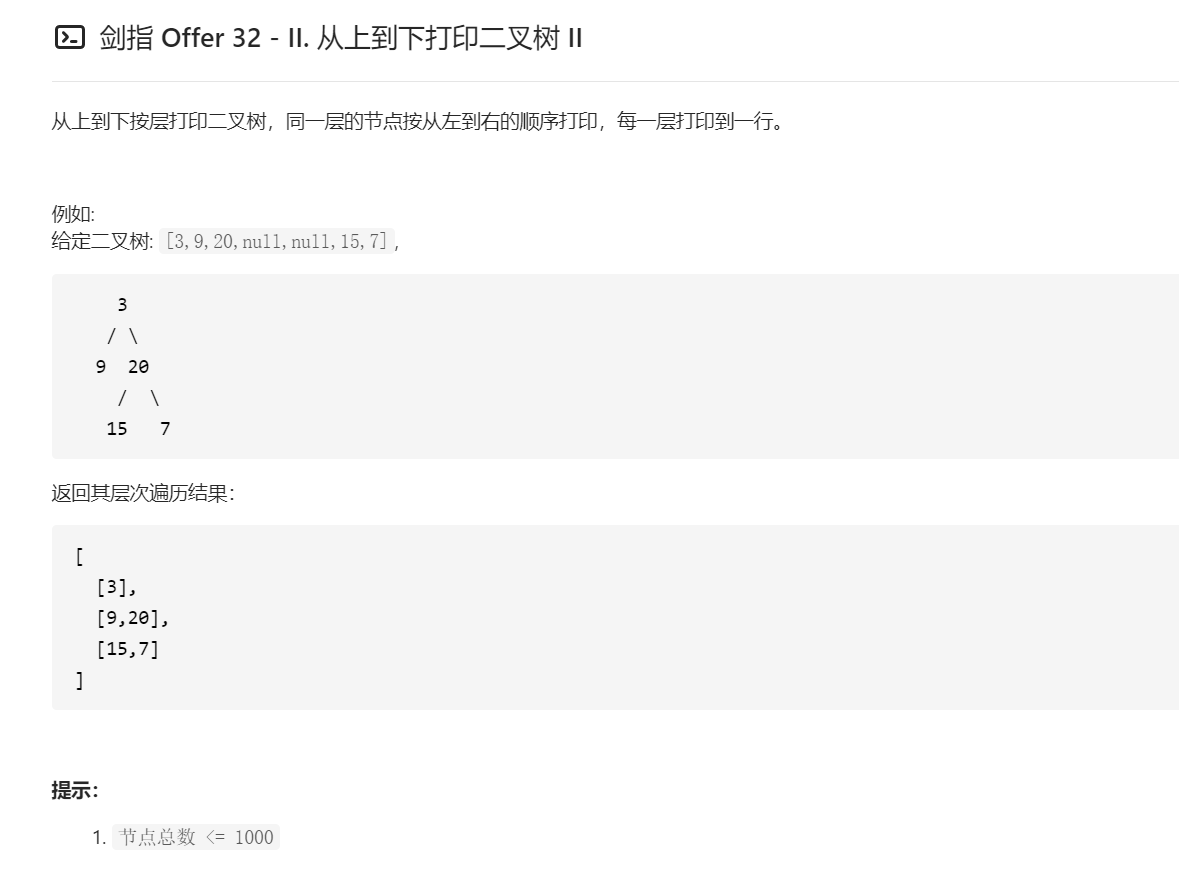 剑指 Offer 32 - II. 从上到下打印二叉树 II
从上到下按层打印二叉树，同一层的节点按从左到右的顺序打印，每一层打印到一行。
例如:
给定二叉树: [3,9,20,null,null,15,7],
    3
   / \
  9  20
    /  \
   15   7
返回其层次遍历结果：
[
  [3],
  [9,20],
  [15,7]
]
提示：
1. 节点总数 <= 1000